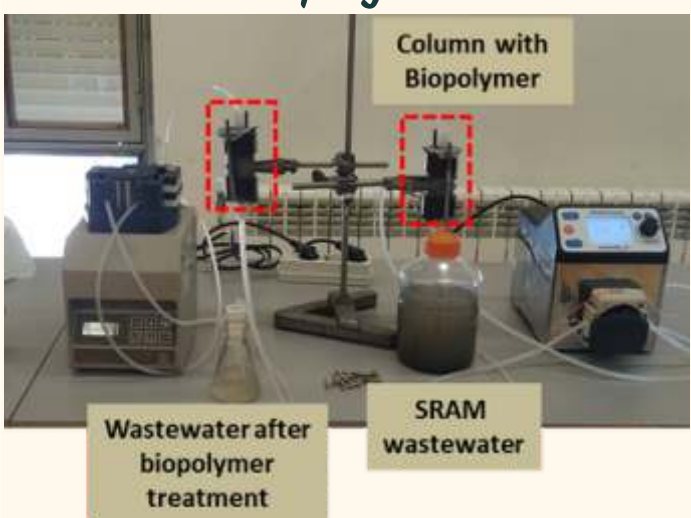 Column with
Biopolymer
SRAM
wastewater
Wastewater after
biopolymer
treatment